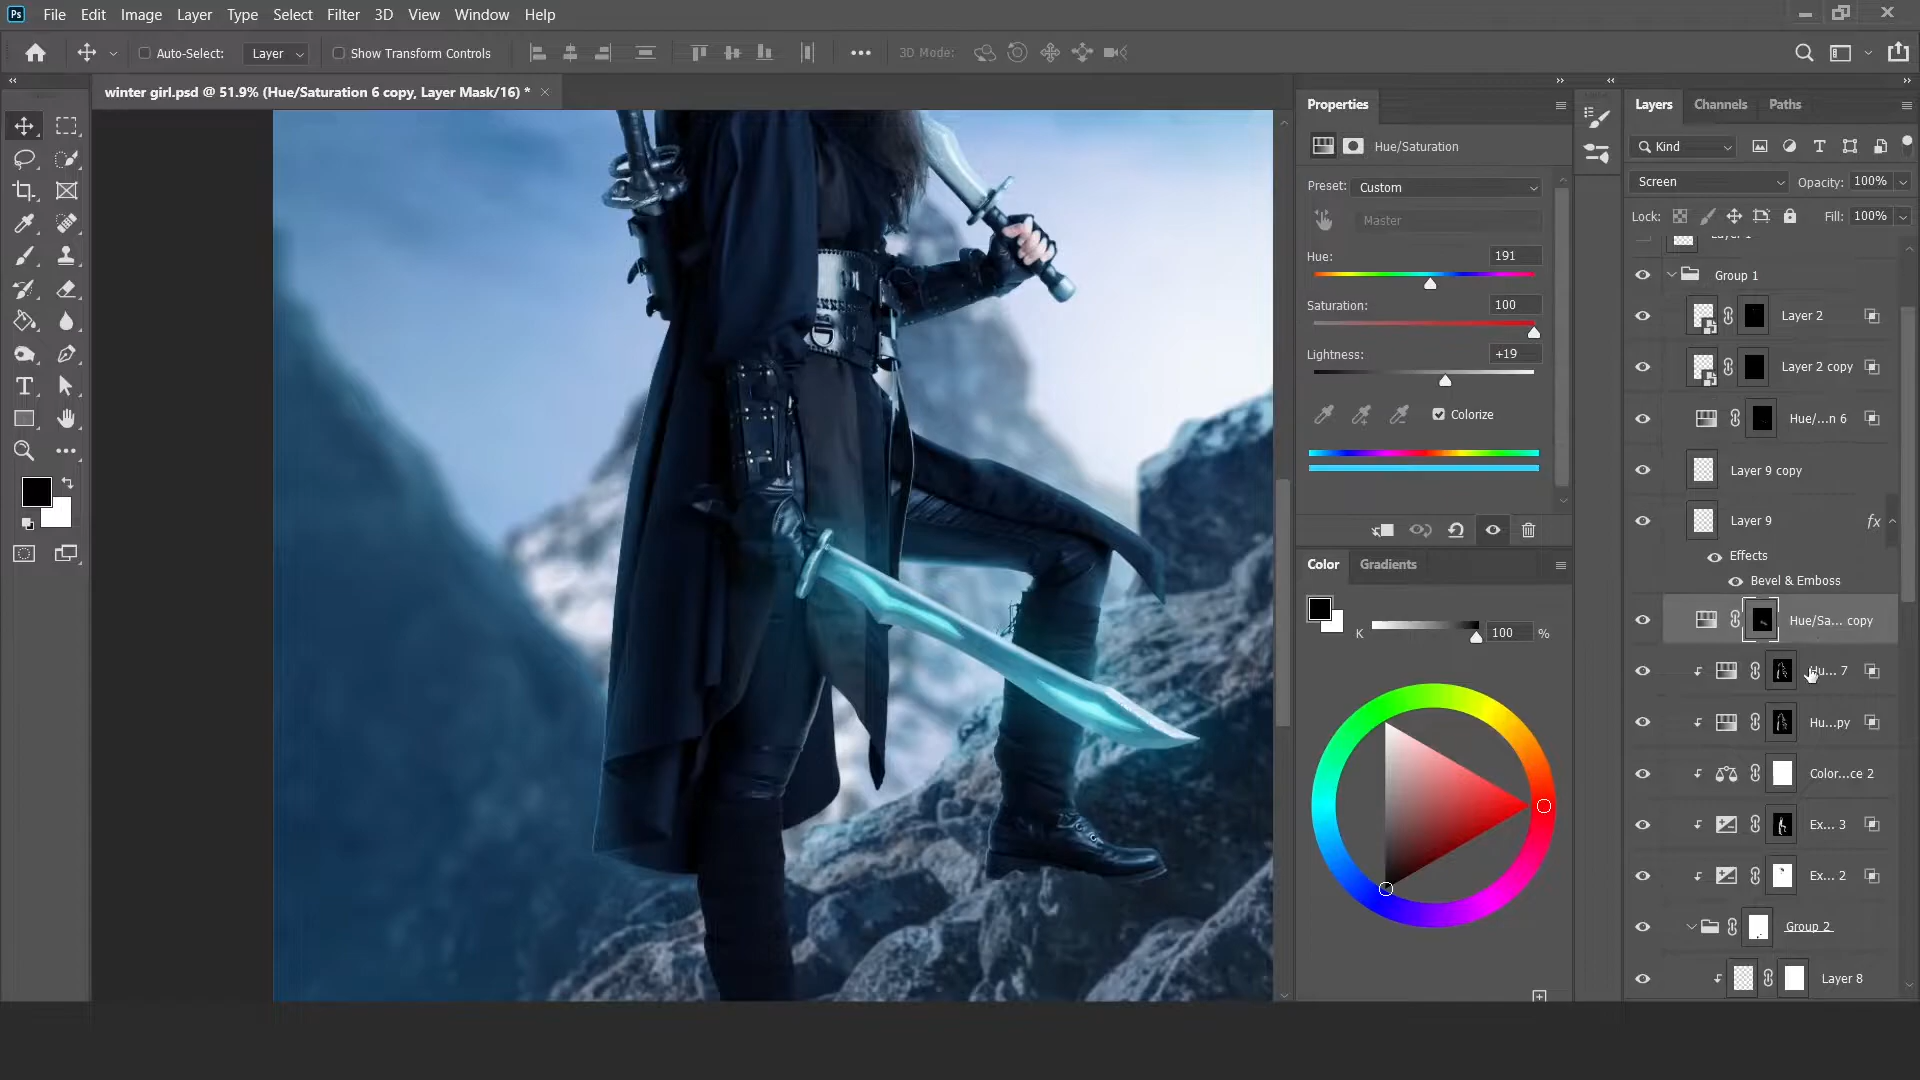 Ps File Edit Image Layer Type Select Filter 3D View Window Help
Auto-Select: Layer Show Transform Controls 3D Mode:
winter girl.psd @ 51.9% (Hue/Saturation 6 copy, Layer Mask/16) *
Properties
Hue/Saturation
Preset: Custom
Master
Hue: 191
Saturation: 100
Lightness: +19
Colorize
Color Gradients
K 100 %
Layers Channels Paths
Kind
Screen Opacity: 100%
Lock: Fill: 100%
Layer 1
Group 1
Layer 2
Layer 2 copy
Hue/...n 6
Layer 9 copy
Layer 9 fx
Effects
Bevel & Emboss
Hue/Sa... copy
Hu... 7
Hu...py
Color...ce 2
Ex... 3
Ex... 2
Group 2
Layer 8